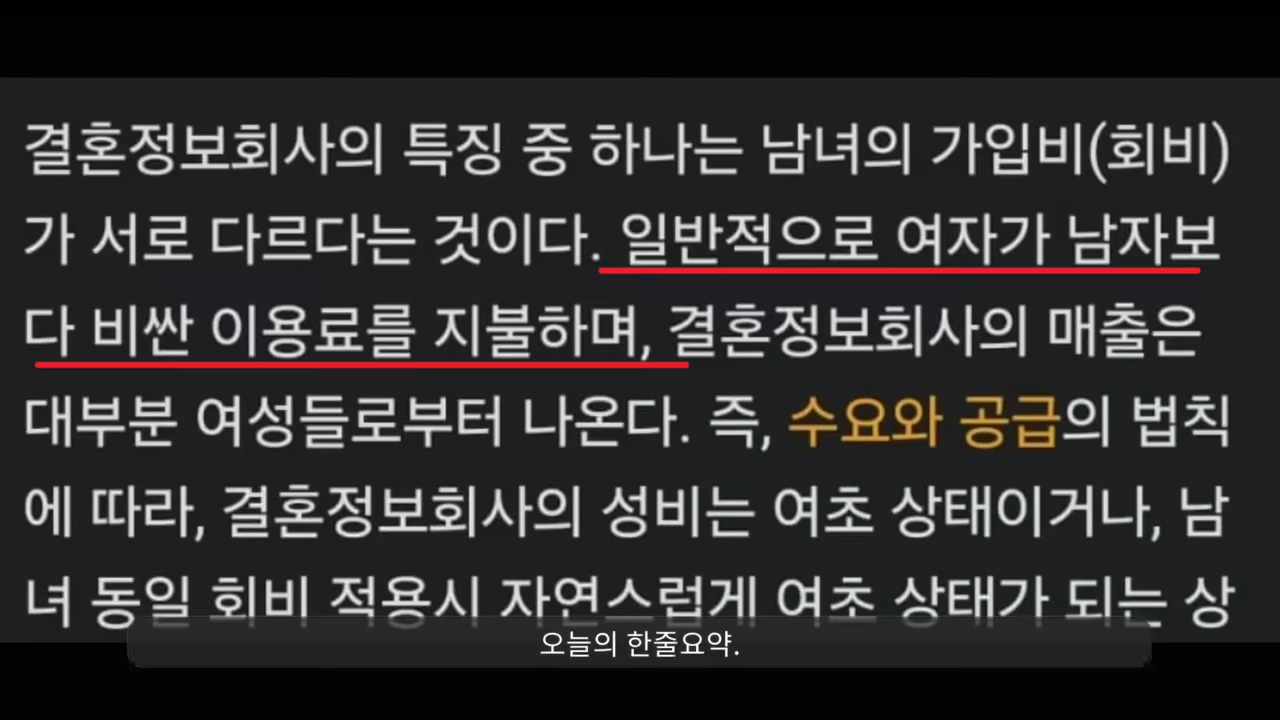 결혼정보회사의 특징 중 하나는 남녀의 가입비(회비)
가 서로 다르다는 것이다. 일반적으로 여자가 남자보
다 비싼 이용료를 지불하며, 결혼정보회사의 매출은
대부분 여성들로부터 나온다. 즉, 수요와 공급의 법칙
에 따라, 결혼정보회사의 성비는 여초 상태이거나, 남
녀 동일 회비 적용시 자연스럽게 여초 상태가 되는 상
오늘의 한줄요약.